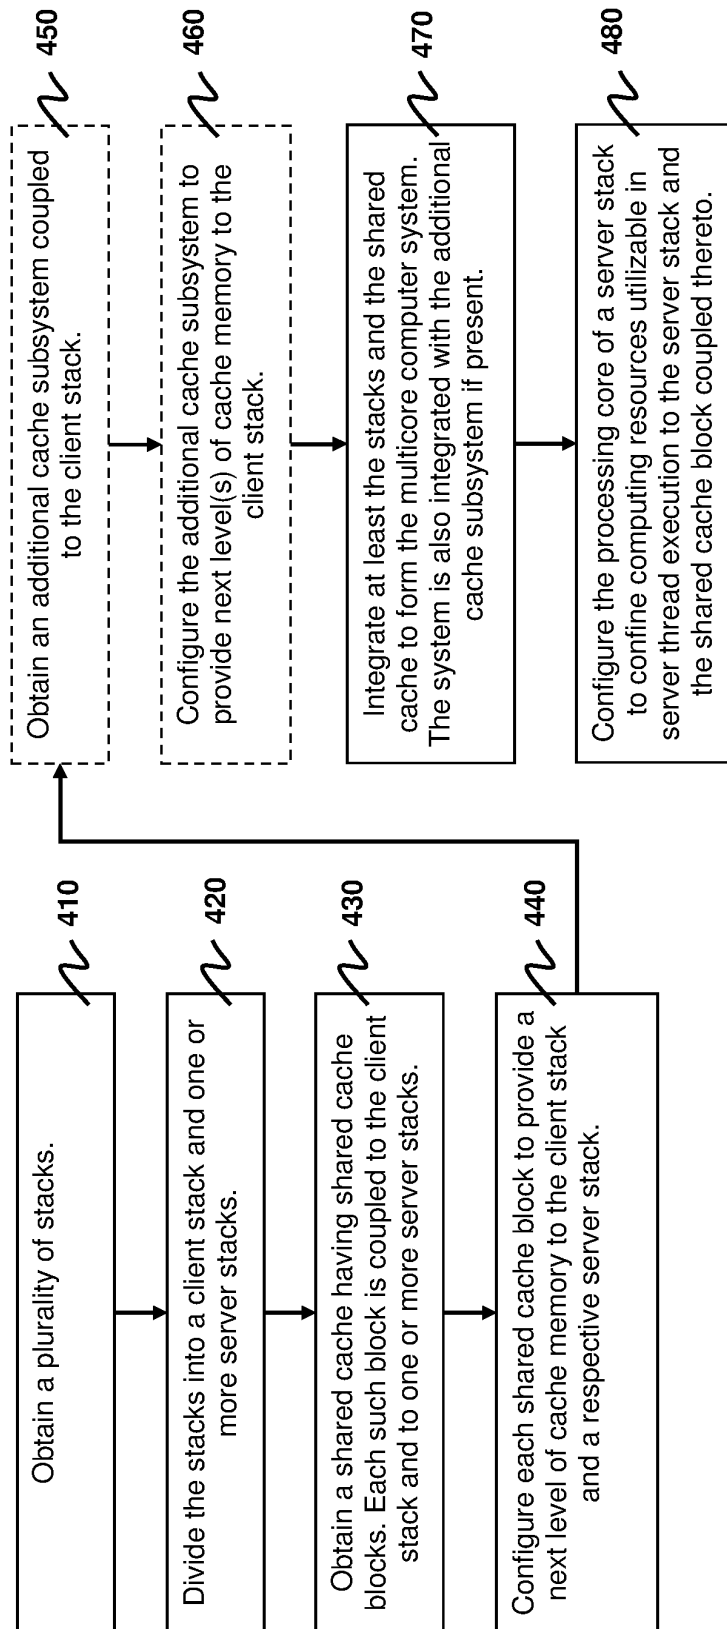 410
Obtain a plurality of stacks.
420
Divide the stacks into a client stack and one or
more server stacks.
430
Obtain a shared cache having shared cache
blocks. Each such block is coupled to the client
stack and to one or more server stacks.
440
Configure each shared cache block to provide a
next level of cache memory to the client stack
and a respective server stack.
450
Obtain an additional cache subsystem coupled
to the client stack.
460
Configure the additional cache subsystem to
provide next level(s) of cache memory to the
client stack.
470
Integrate at least the stacks and the shared
cache to form the multicore computer system.
The system is also integrated with the additional
cache subsystem if present.
480
Configure the processing core of a server stack
to confine computing resources utilizable in
server thread execution to the server stack and
the shared cache block coupled thereto.